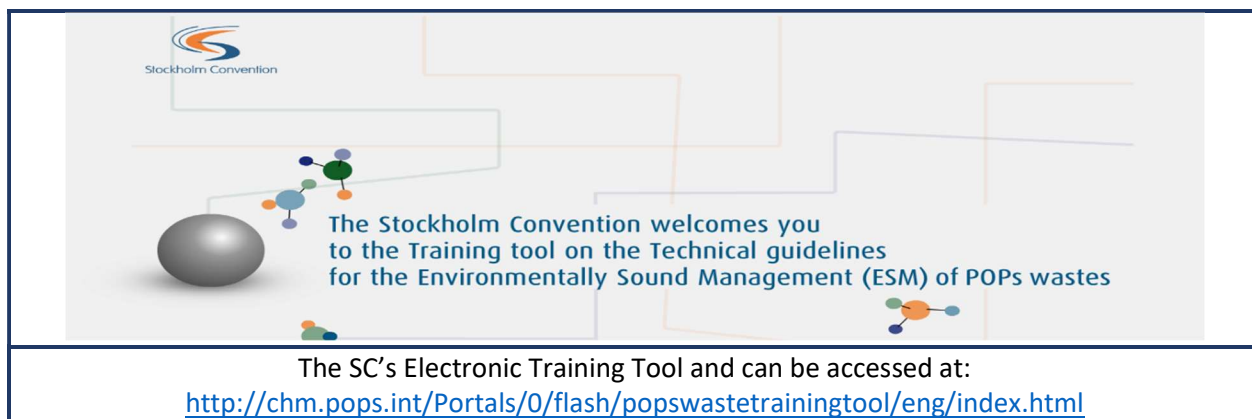 Stockholm Convention
The Stockholm Convention welcomes you
to the Training tool on the Technical guidelines
for the Environmentally Sound Management (ESM) of POPs wastes
The SC's Electronic Training Tool and can be accessed at:
http://chm.pops.int/Portals/0/flash/popswastetrainingtool/eng/index.html